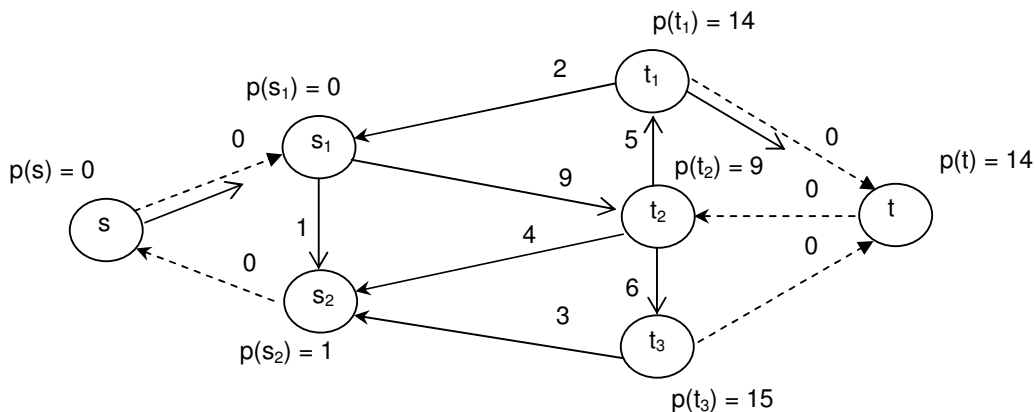 p(t₁) = 14
t₁
2
p(s₁) = 0
0
s₁
0
5
p(t₂) = 9
p(t) = 14
p(s) = 0
9
0
t₂
t
s
1
4
0
0
6
s₂
3
p(s₂) = 1
t₃
p(t₃) = 15